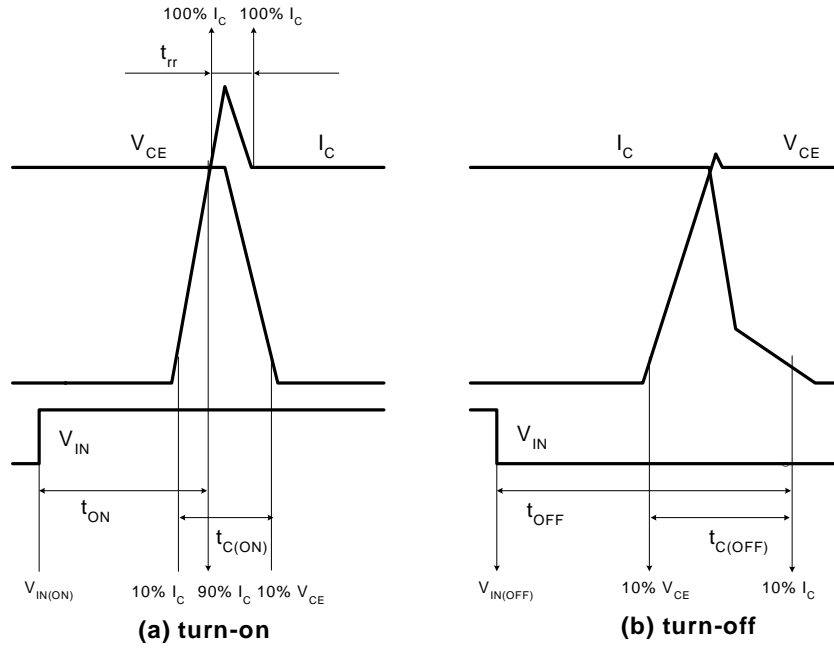 100% I_C 100% I_C
t_rr
V_CE I_C
V_IN
t_ON
t_C(ON)
V_IN(ON) 10% I_C 90% I_C 10% V_CE
(a) turn-on
I_C V_CE
V_IN
t_OFF
t_C(OFF)
V_IN(OFF) 10% V_CE 10% I_C
(b) turn-off